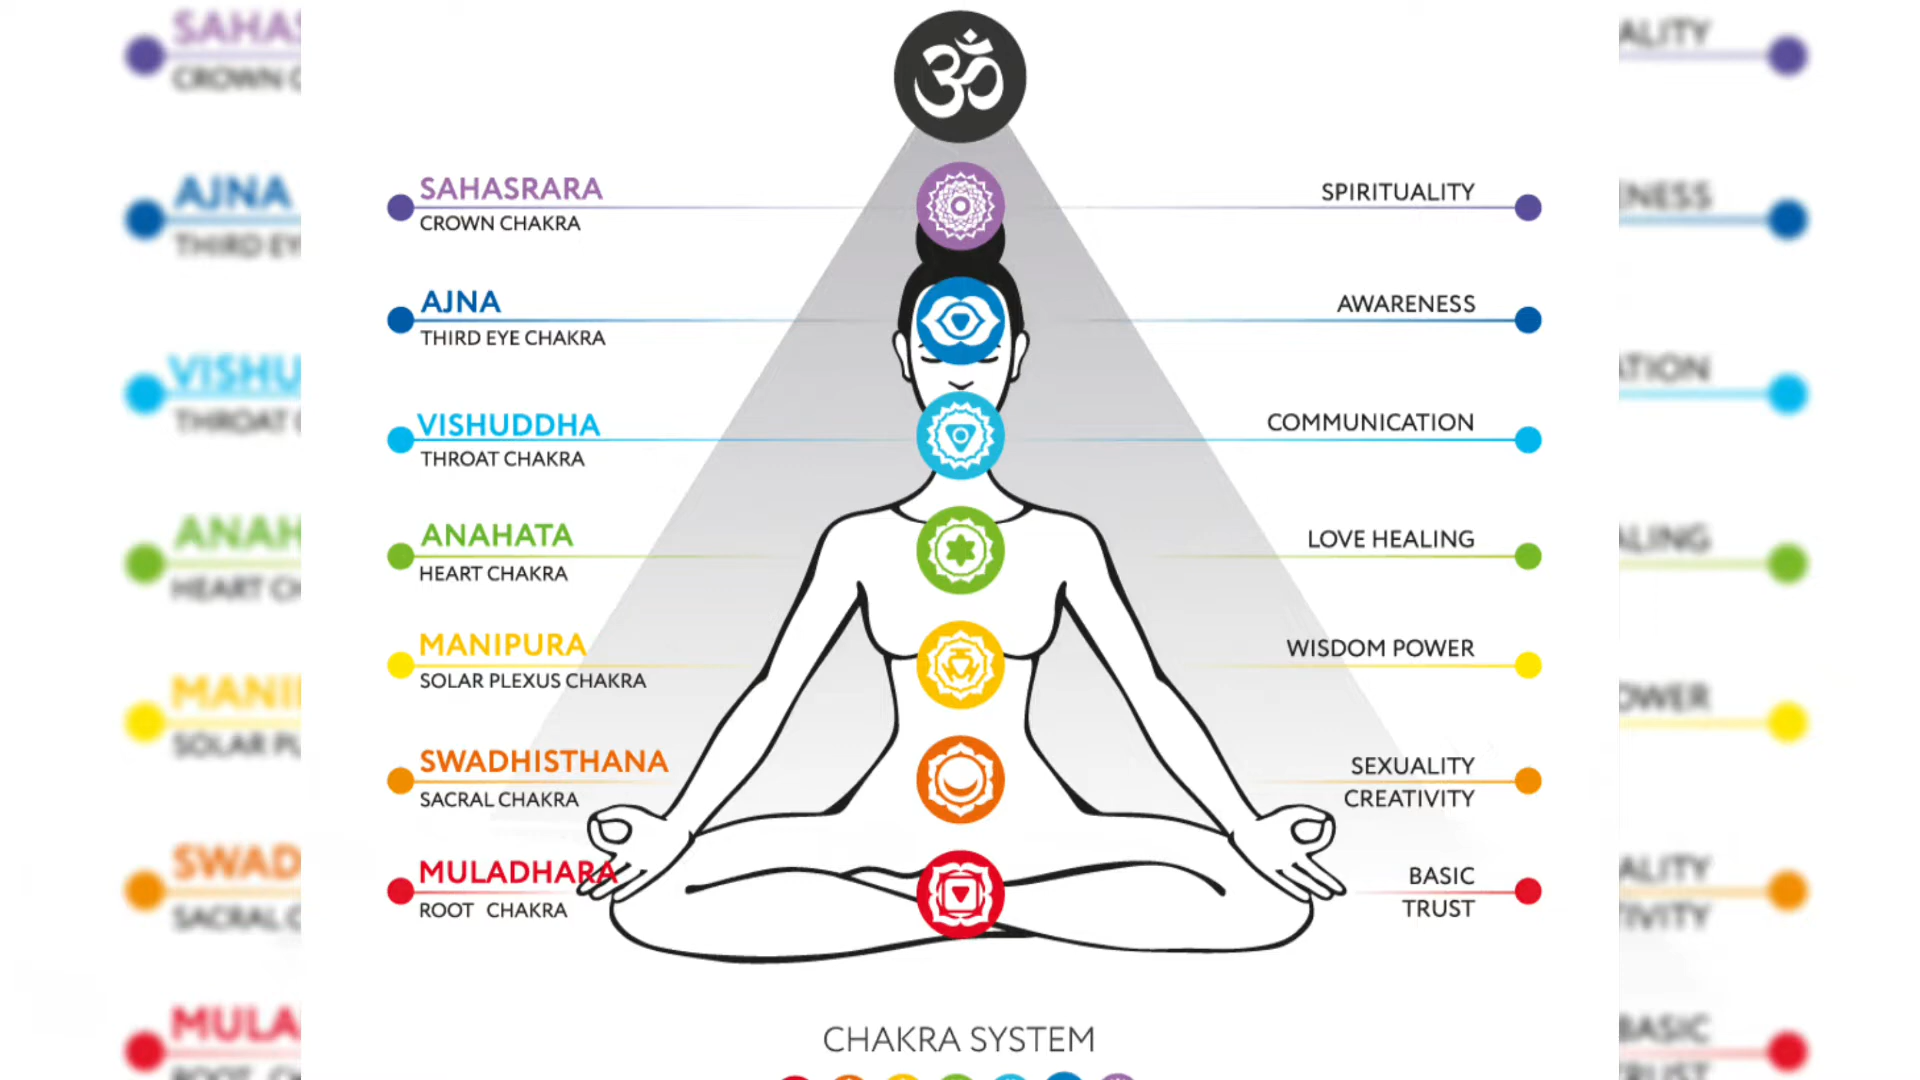 ॐ
SAHASRARA
CROWN CHAKRA
SPIRITUALITY
AJNA
THIRD EYE CHAKRA
AWARENESS
VISHUDDHA
THROAT CHAKRA
COMMUNICATION
ANAHATA
HEART CHAKRA
LOVE HEALING
MANIPURA
SOLAR PLEXUS CHAKRA
WISDOM POWER
SWADHISTHANA
SACRAL CHAKRA
SEXUALITY
CREATIVITY
MULADHARA
ROOT CHAKRA
BASIC
TRUST
CHAKRA SYSTEM